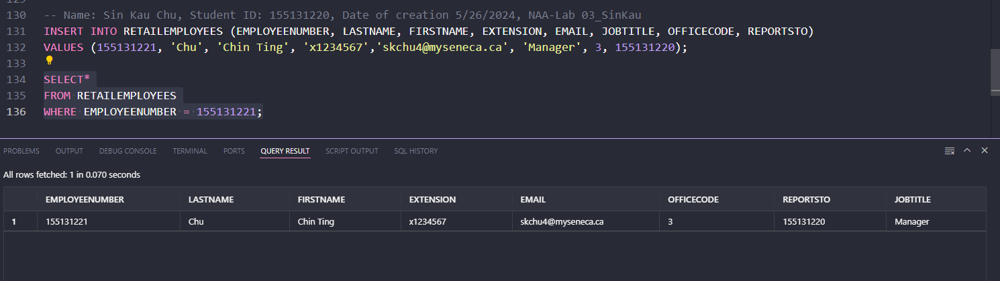 129
130 -- Name: Sin Kau Chu, Student ID: 155131220, Date of creation 5/26/2024, NAA-Lab 03_SinKau
131 INSERT INTO RETAILEMPLOYEES (EMPLOYEENUMBER, LASTNAME, FIRSTNAME, EXTENSION, EMAIL, JOBTITLE, OFFICECODE, REPORTSTO)
132 VALUES (155131221, 'Chu', 'Chin Ting', 'x1234567','skchu4@myseneca.ca', 'Manager', 3, 155131220);
133
134 SELECT*
135 FROM RETAILEMPLOYEES
136 WHERE EMPLOYEENUMBER = 155131221;
PROBLEMS OUTPUT DEBUG CONSOLE TERMINAL PORTS QUERY RESULT SCRIPT OUTPUT SQL HISTORY
All rows fetched: 1 in 0.070 seconds
EMPLOYEENUMBER LASTNAME FIRSTNAME EXTENSION EMAIL OFFICECODE REPORTSTO JOBTITLE
1 155131221 Chu Chin Ting x1234567 skchu4@myseneca.ca 3 155131220 Manager